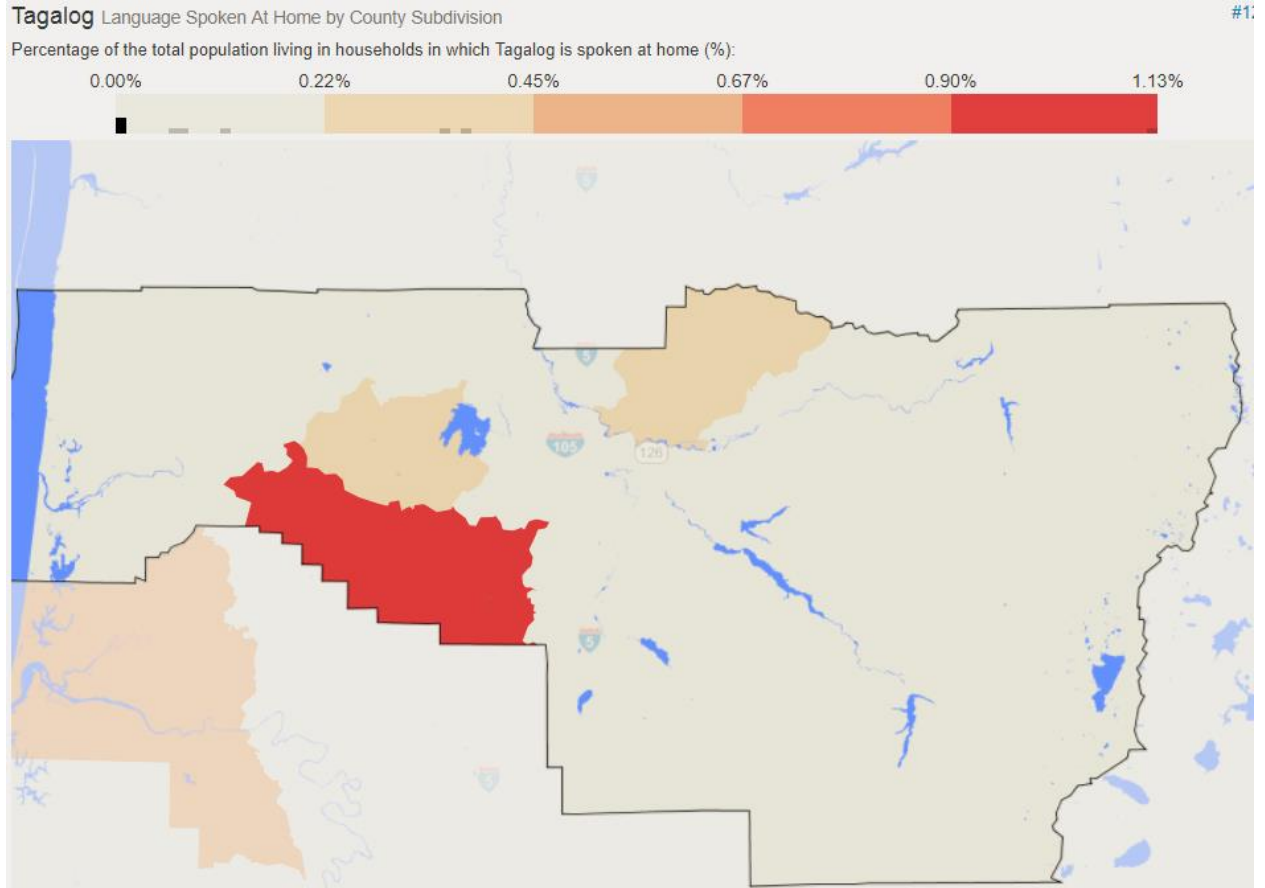 Tagalog Language Spoken At Home by County Subdivision
Percentage of the total population living in households in which Tagalog is spoken at home (%):
0.00% 0.22% 0.45% 0.67% 0.90% 1.13%
5
5
105
126
5
5